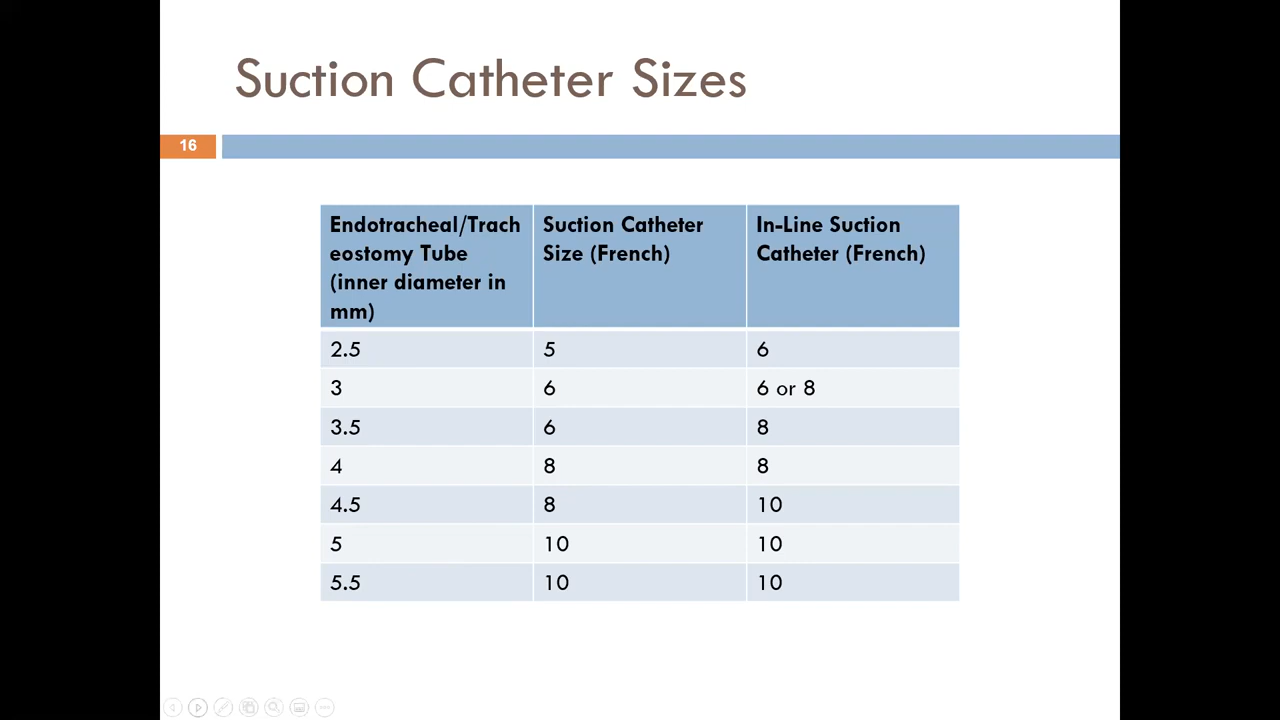 Suction Catheter Sizes
16
Endotracheal/Trach
eostomy Tube
(inner diameter in
mm)
Suction Catheter
Size (French)
In-Line Suction
Catheter (French)
2.5 5 6
3 6 6 or 8
3.5 6 8
4 8 8
4.5 8 10
5 10 10
5.5 10 10